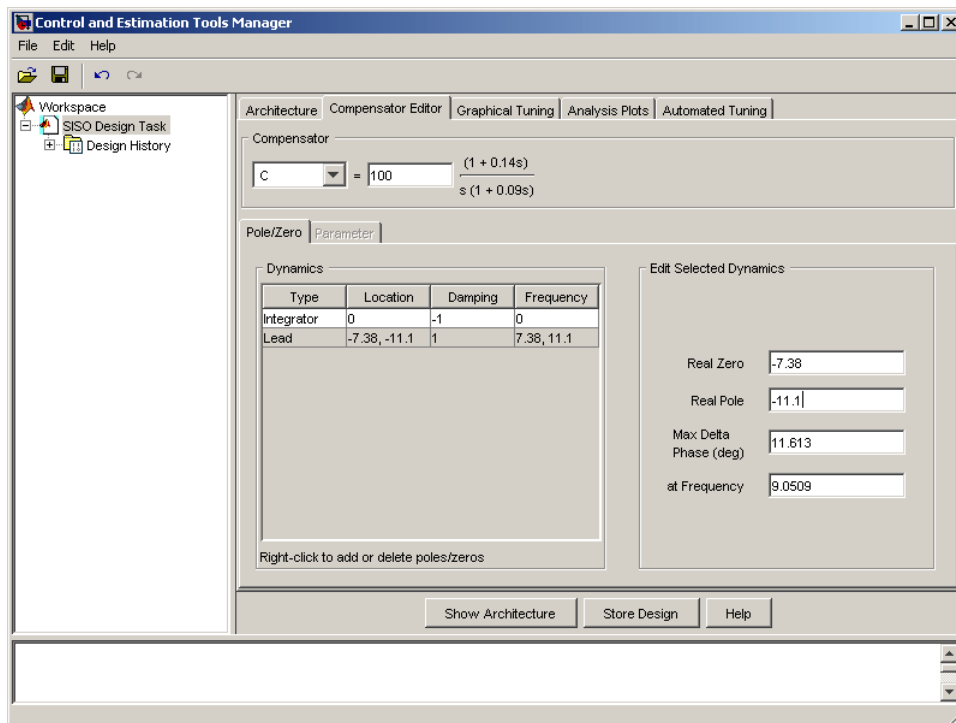 Control and Estimation Tools Manager
File Edit Help
Workspace
SISO Design Task
Design History
Architecture Compensator Editor Graphical Tuning Analysis Plots Automated Tuning
Compensator
C = 100 (1 + 0.14s)
s (1 + 0.09s)
Pole/Zero Parameter
Dynamics
Type Location Damping Frequency
Integrator 0 -1 0
Lead -7.38, -11.1 1 7.38, 11.1
Right-click to add or delete poles/zeros
Edit Selected Dynamics
Real Zero -7.38
Real Pole -11.1
Max Delta
Phase (deg) 11.613
at Frequency 9.0509
Show Architecture Store Design Help